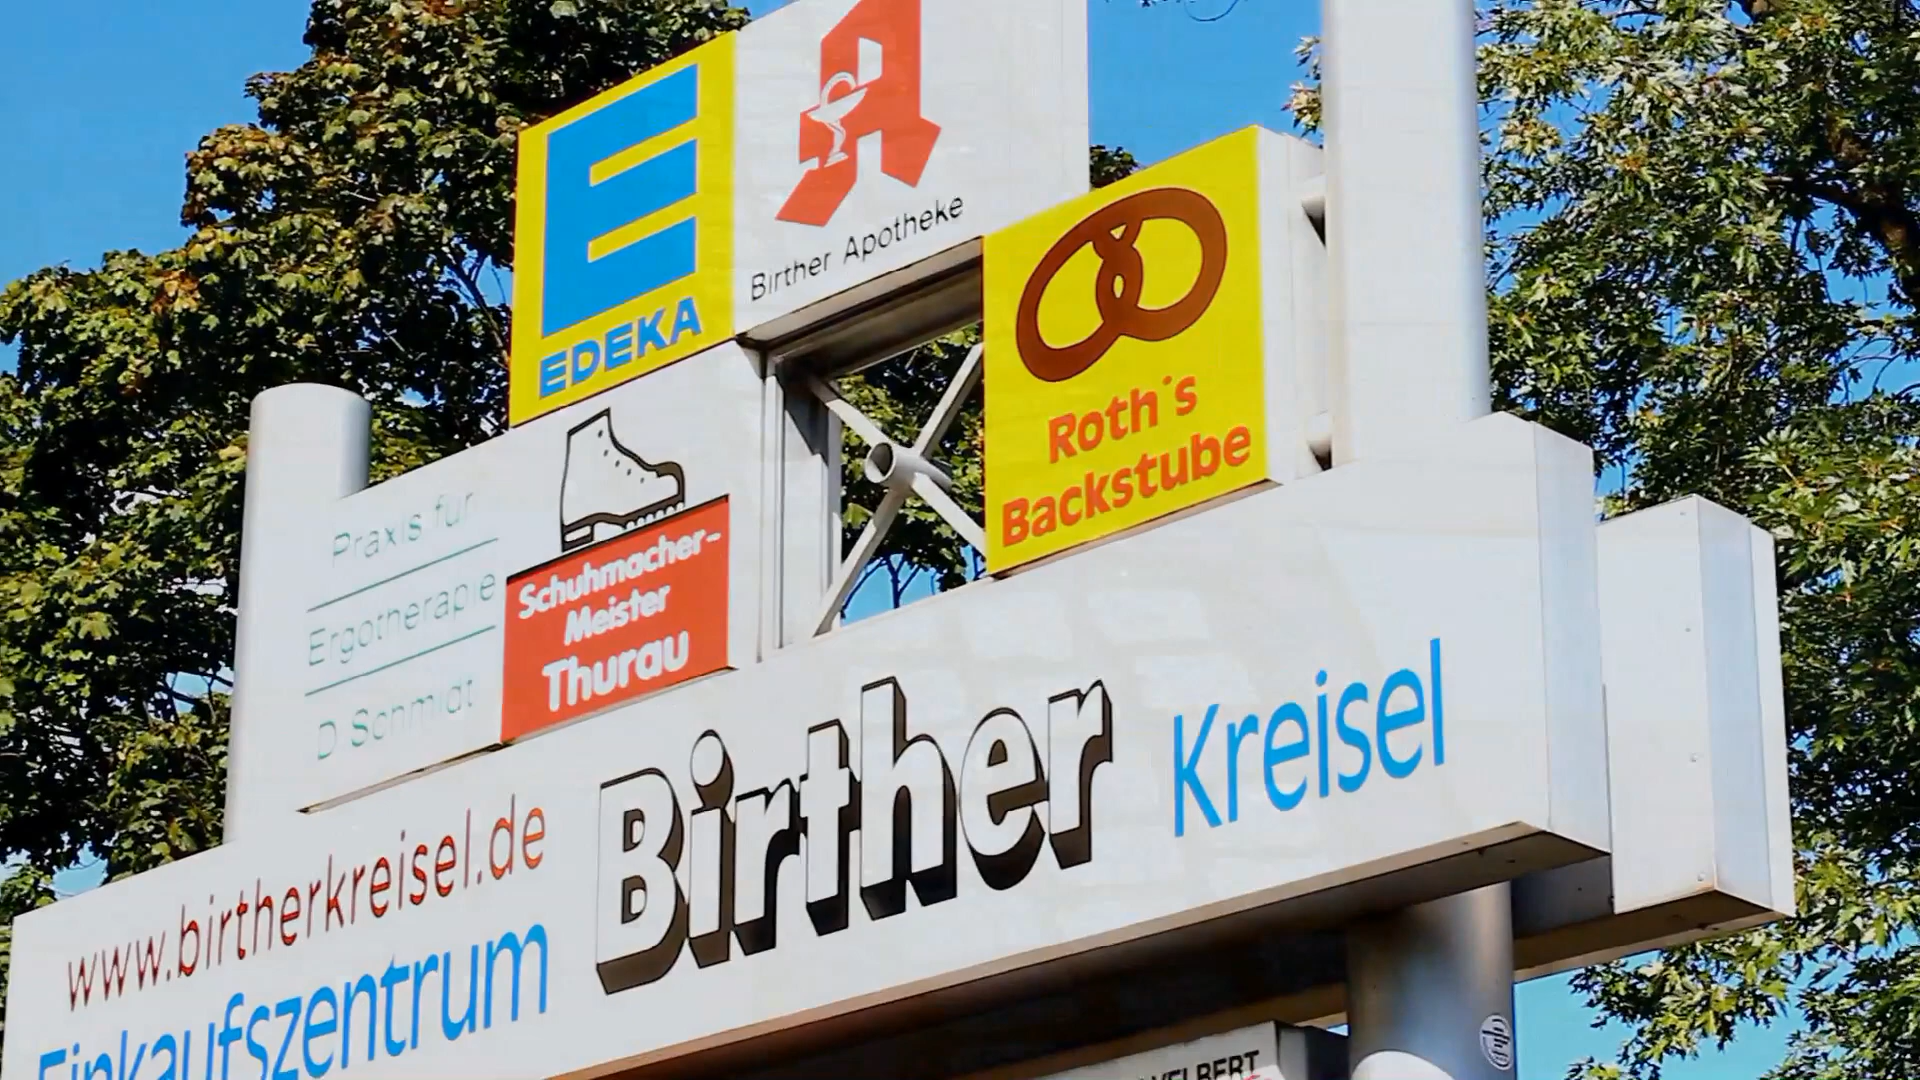 EDEKA
Birther Apotheke
Roth´s
Backstube
Praxis für
Ergotherapie
D. Schmidt
Schuhmacher-
Meister
Thurau
www.birtherkreisel.de
Einkaufszentrum Birther Kreisel